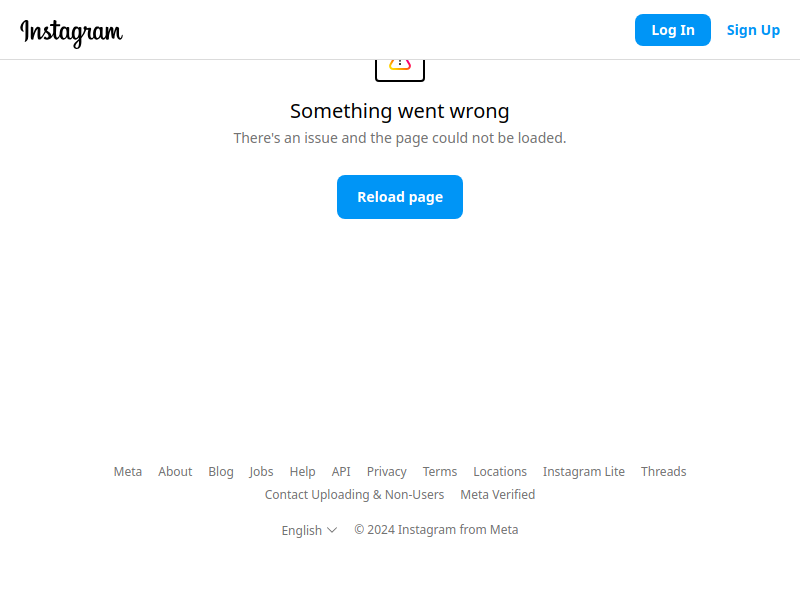 Instagram
Log In
Sign Up
Something went wrong
There's an issue and the page could not be loaded.
Reload page
Meta About Blog Jobs Help API Privacy Terms Locations Instagram Lite Threads
Contact Uploading & Non-Users Meta Verified
English © 2024 Instagram from Meta